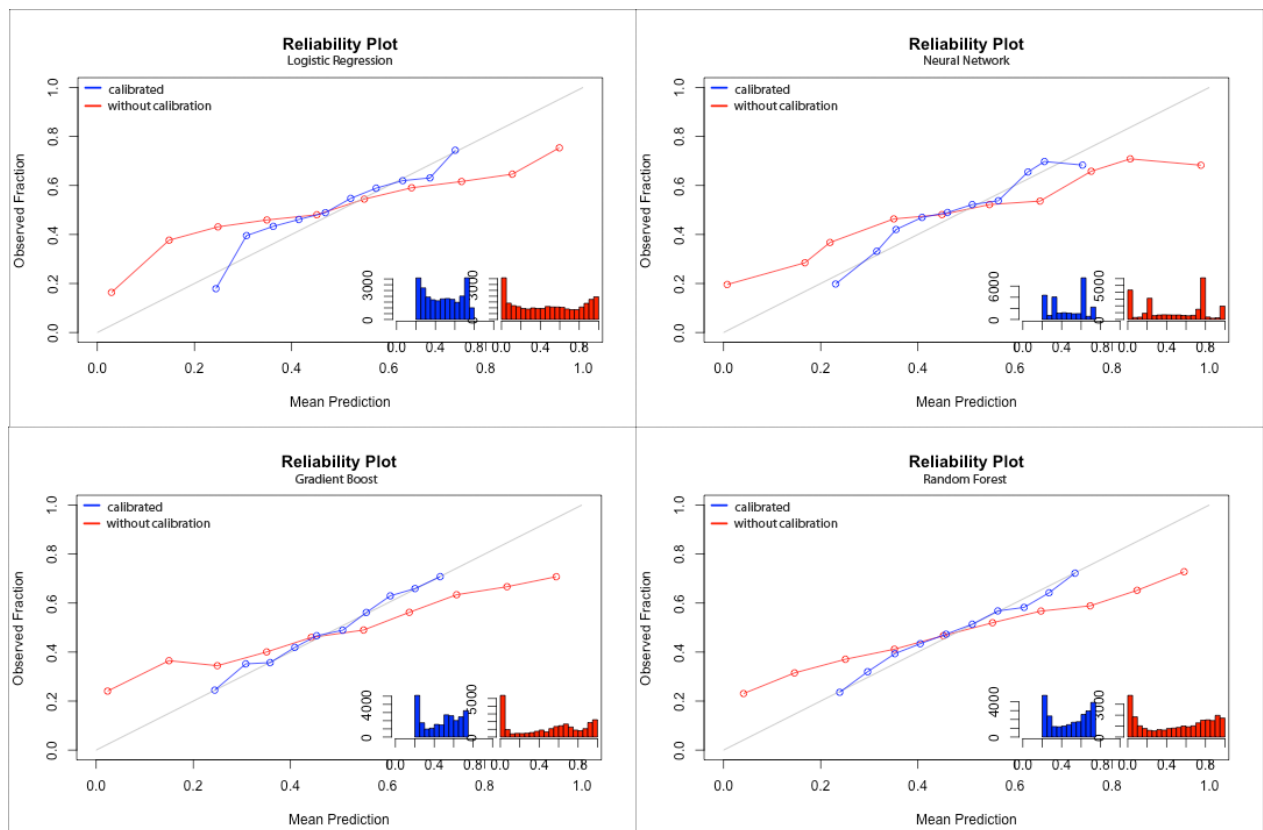 Reliability Plot
Logistic Regression
calibrated
without calibration
Observed Fraction
0.0 0.2 0.4 0.6 0.8 1.0
0 3000
0 3000
0.0 0.4 0.8
0.0 0.4 0.8
0.0 0.2 0.4 0.6 0.8 1.0
Mean Prediction
Reliability Plot
Neural Network
calibrated
without calibration
Observed Fraction
0.0 0.2 0.4 0.6 0.8 1.0
0 6000
0 5000
0.0 0.4 0.8
0.0 0.4 0.8
0.0 0.2 0.4 0.6 0.8 1.0
Mean Prediction
Reliability Plot
Gradient Boost
calibrated
without calibration
Observed Fraction
0.0 0.2 0.4 0.6 0.8 1.0
0 4000
0 5000
0.0 0.4 0.8
0.0 0.4 0.8
0.0 0.2 0.4 0.6 0.8 1.0
Mean Prediction
Reliability Plot
Random Forest
calibrated
without calibration
Observed Fraction
0.0 0.2 0.4 0.6 0.8 1.0
0 4000
0 3000
0.0 0.4 0.8
0.0 0.4 0.8
0.0 0.2 0.4 0.6 0.8 1.0
Mean Prediction